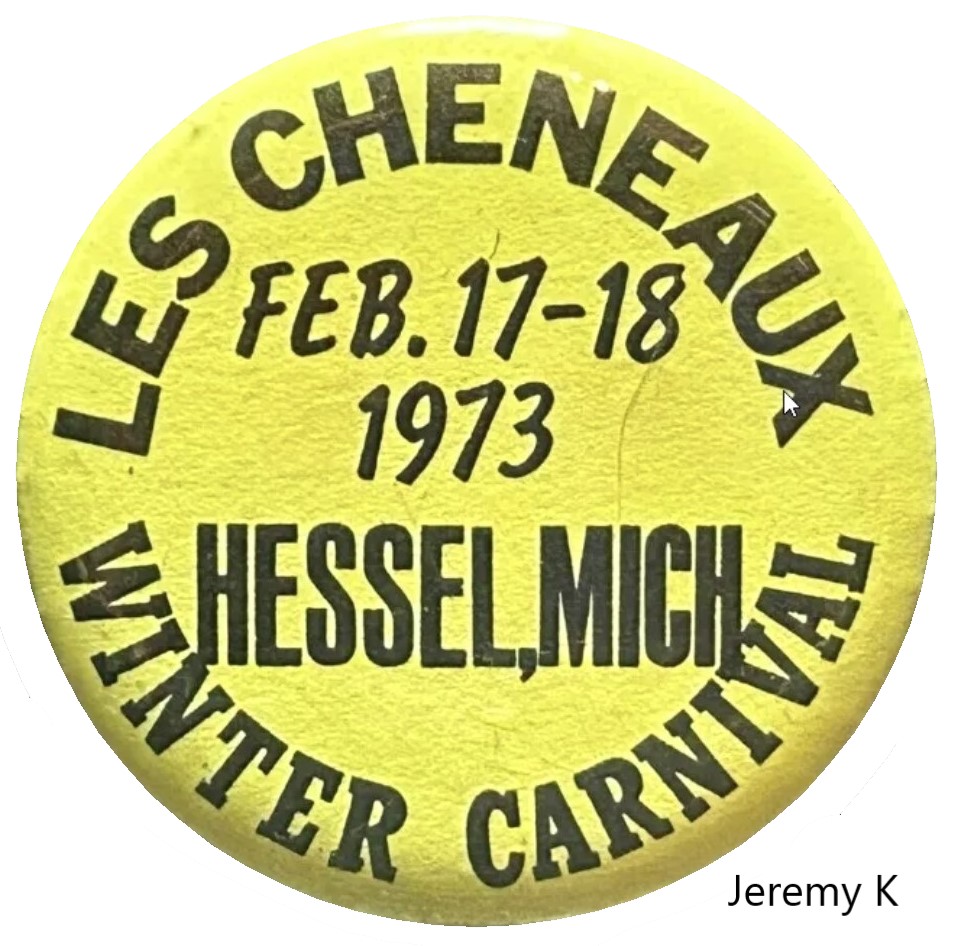 LES CHENEAUX
FEB. 17-18
1973
HESSEL, MICH
WINTER CARNIVAL
Jeremy K